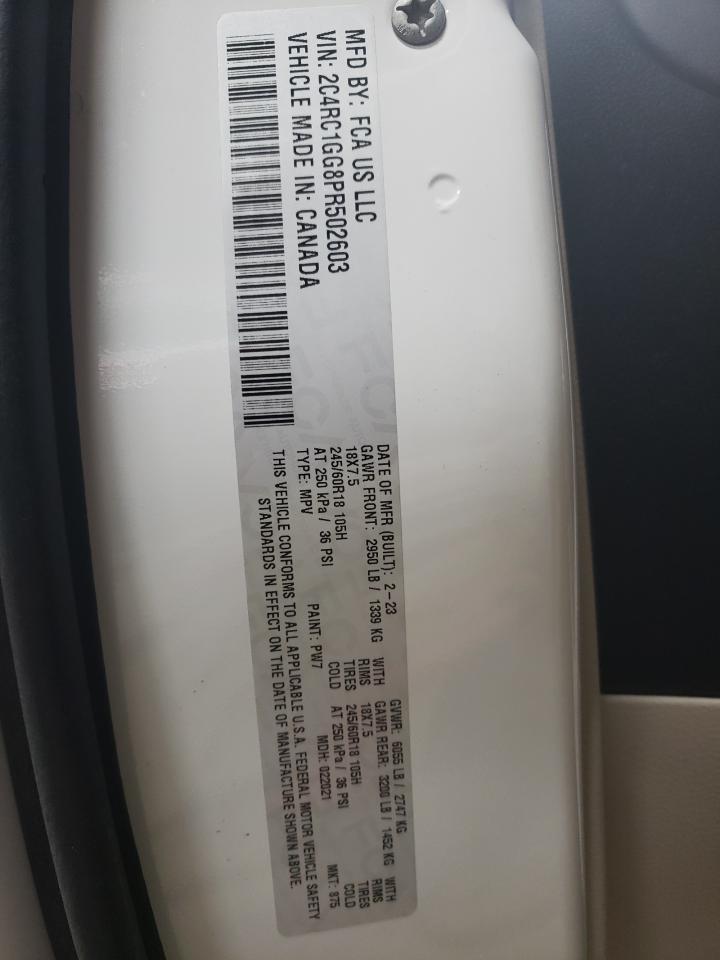 MFD BY: FCA US LLC
VIN: 2C4RC1GG8PR502603
VEHICLE MADE IN: CANADA
DATE OF MFR (BUILT): 2-23 GVWR: 6055 LB / 2747 KG
GAWR FRONT: 2950 LB / 1339 KG WITH GAWR REAR: 3200 LB / 1452 KG WITH
18X7.5 RIMS 18X7.5 RIMS
245/60R18 105H TIRES 245/60R18 105H TIRES
AT 250 kPa / 36 PSI COLD AT 250 kPa / 36 PSI COLD
TYPE: MPV PAINT: PW7 MDH: 022021 MKT: 875
THIS VEHICLE CONFORMS TO ALL APPLICABLE U.S.A. FEDERAL MOTOR VEHICLE SAFETY
STANDARDS IN EFFECT ON THE DATE OF MANUFACTURE SHOWN ABOVE.